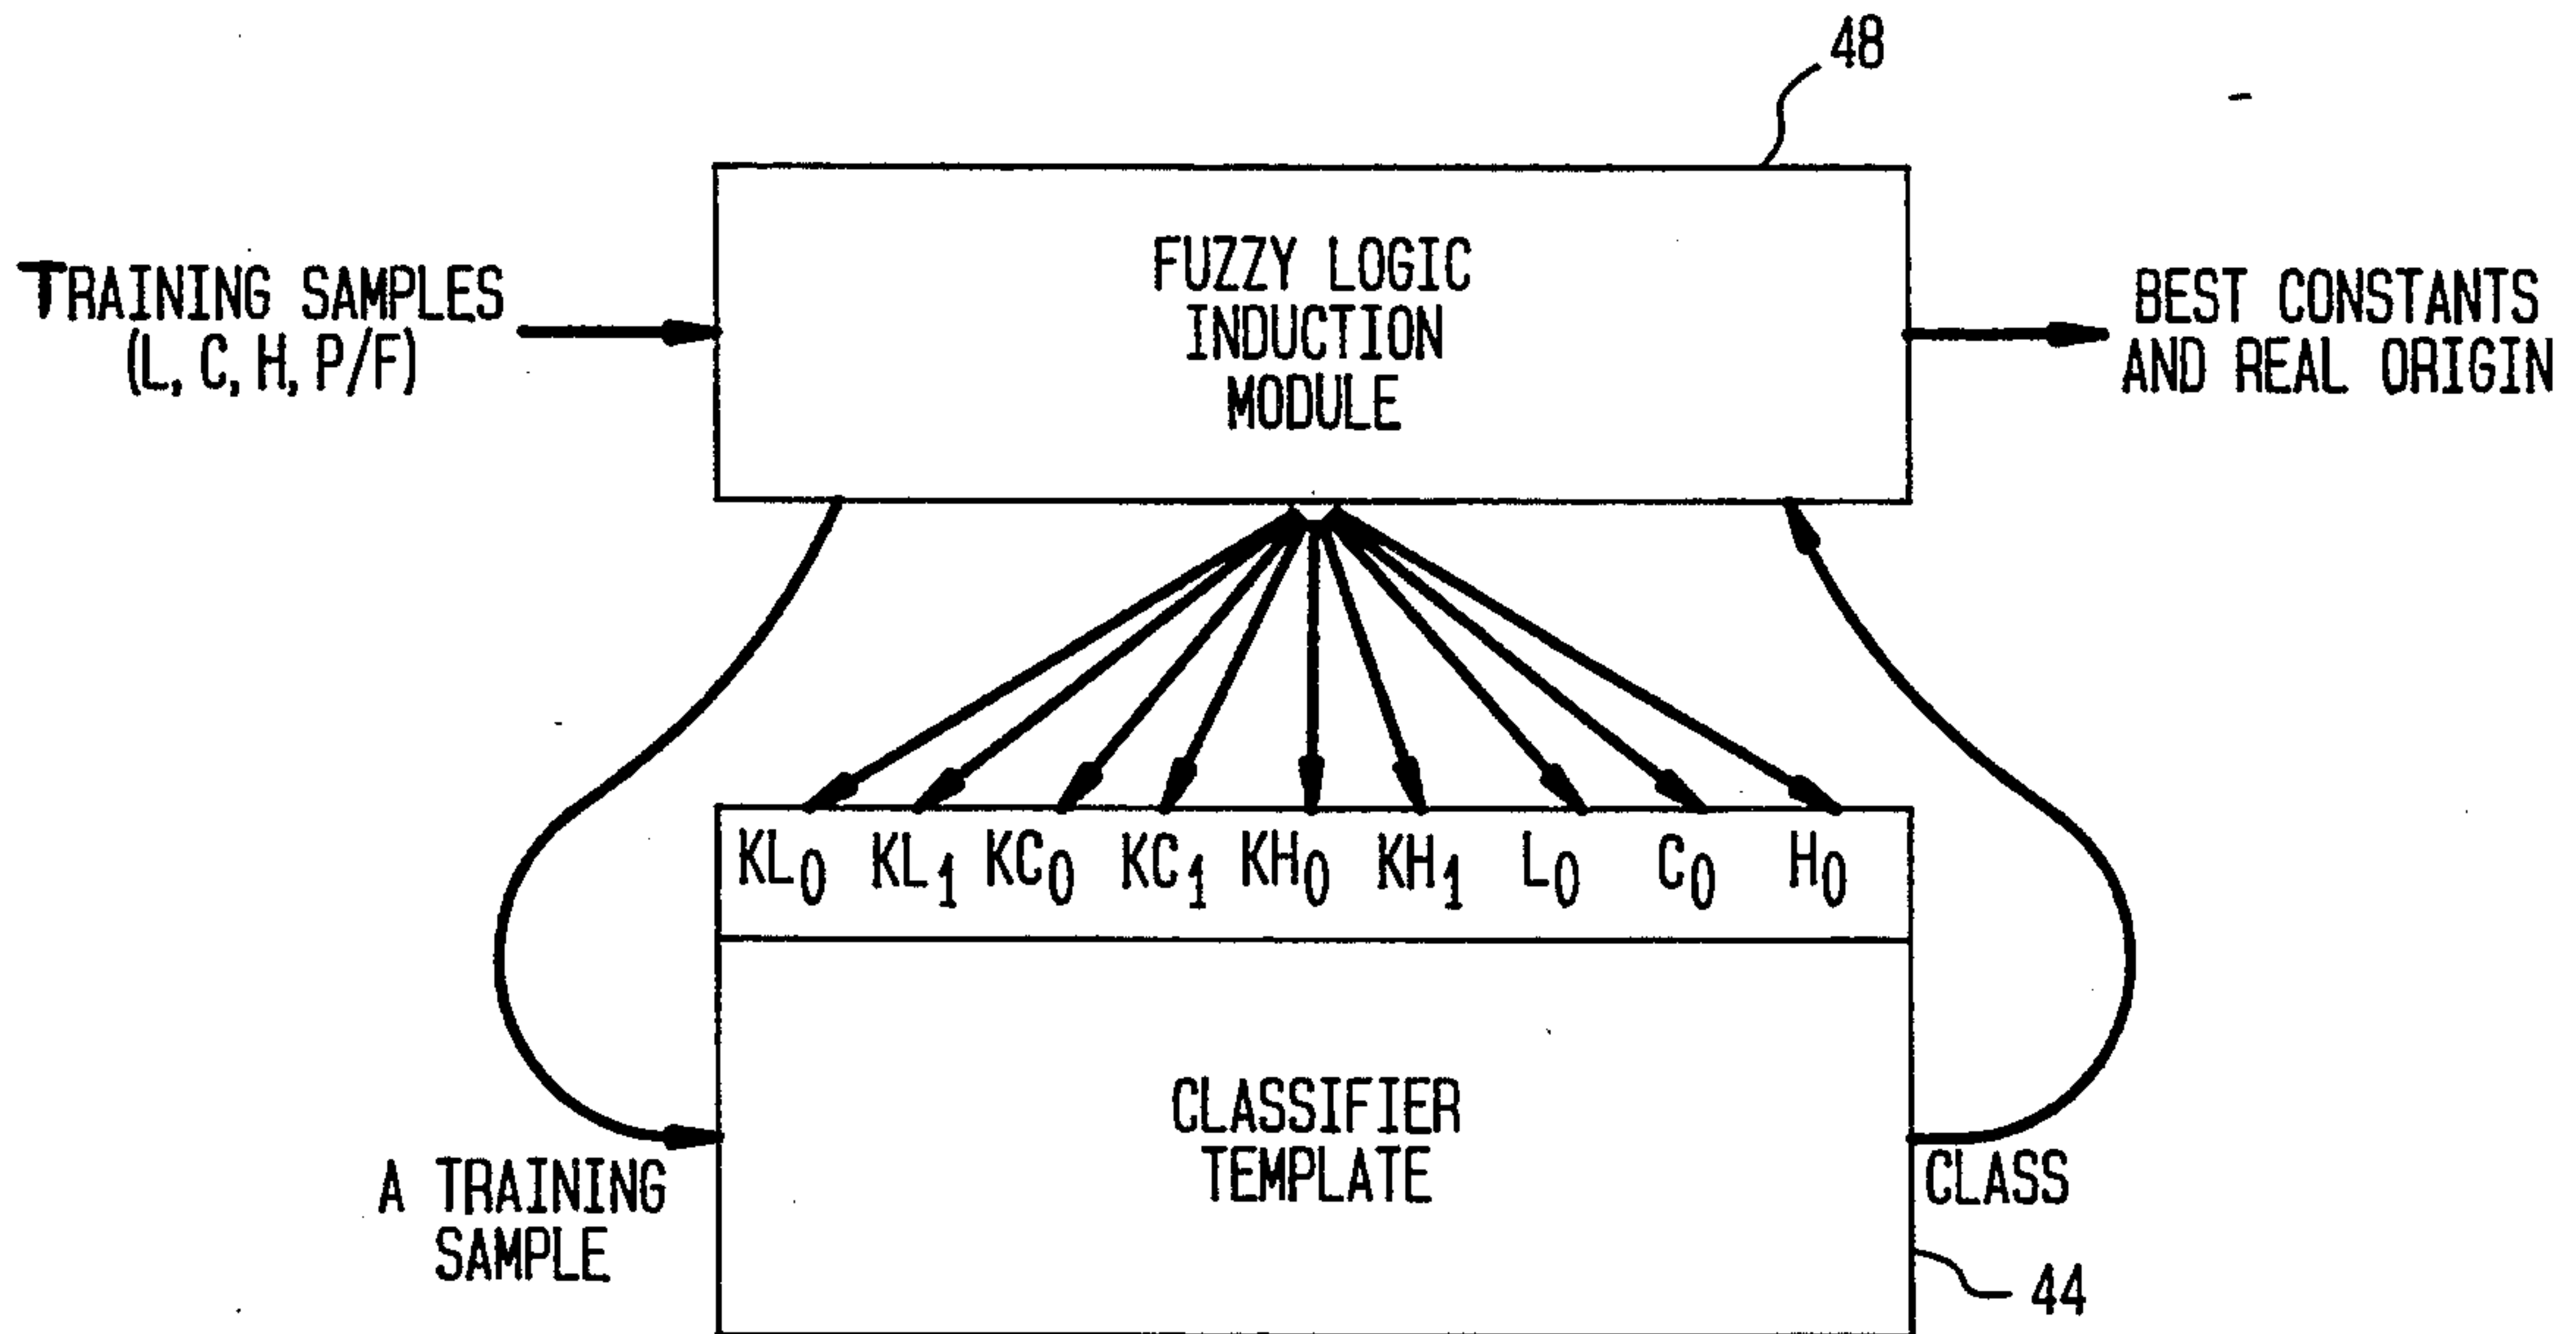 48
TRAINING SAMPLES
(L, C, H, P/F)
FUZZY LOGIC
INDUCTION
MODULE
BEST CONSTANTS
AND REAL ORIGIN
KL0 KL1 KC0 KC1 KH0 KH1 L0 C0 H0
CLASSIFIER
TEMPLATE
A TRAINING
SAMPLE
CLASS
44